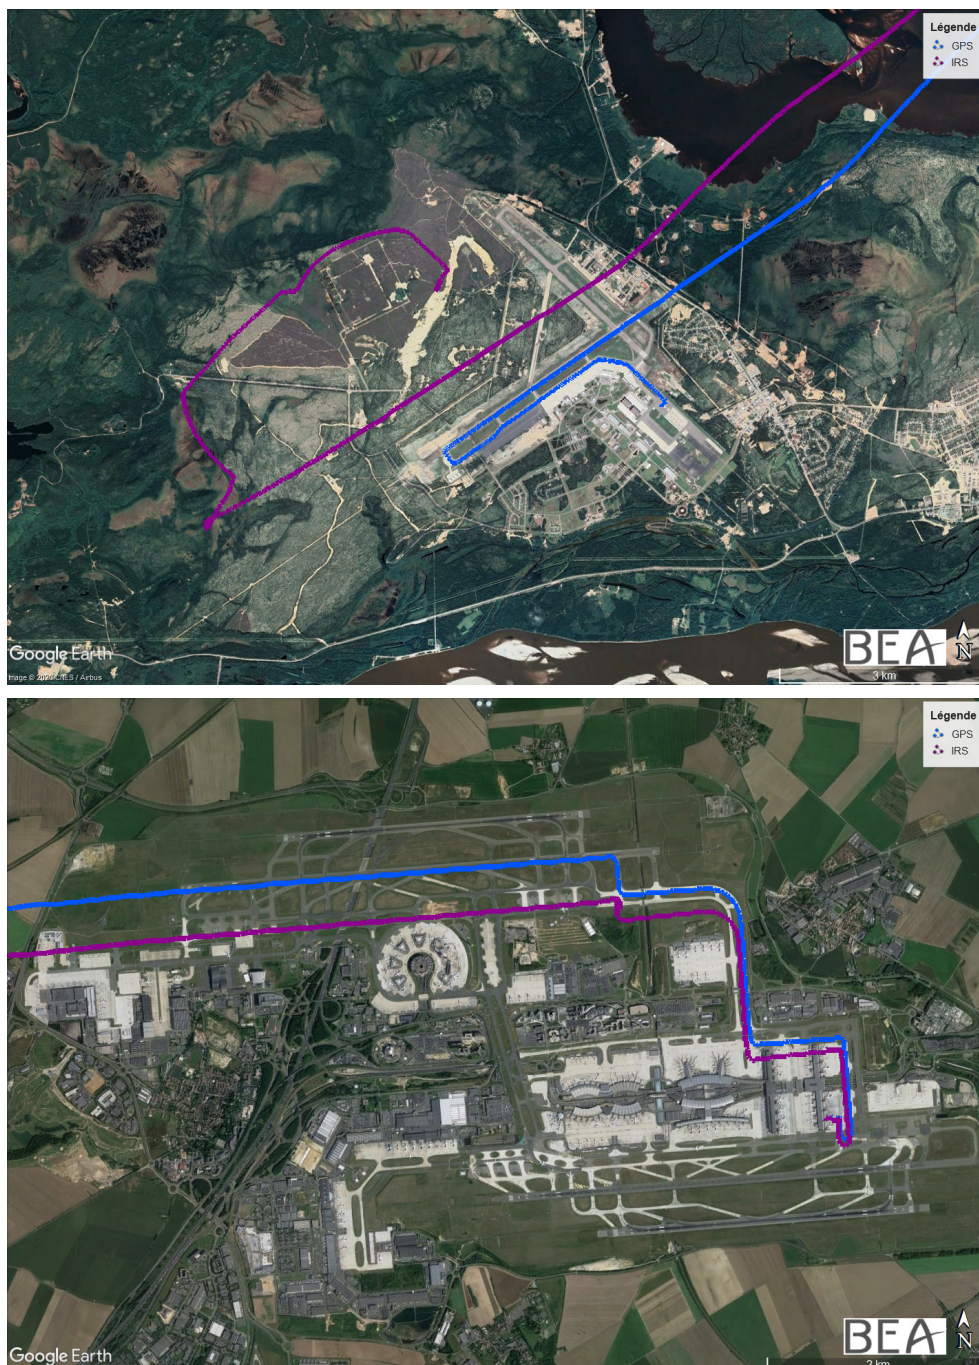 Légende
GPS
IRS
Google Earth
Image © 2020 CNES / Airbus
BEA
N
3 km
Légende
GPS
IRS
Google Earth
BEA
N
2 km